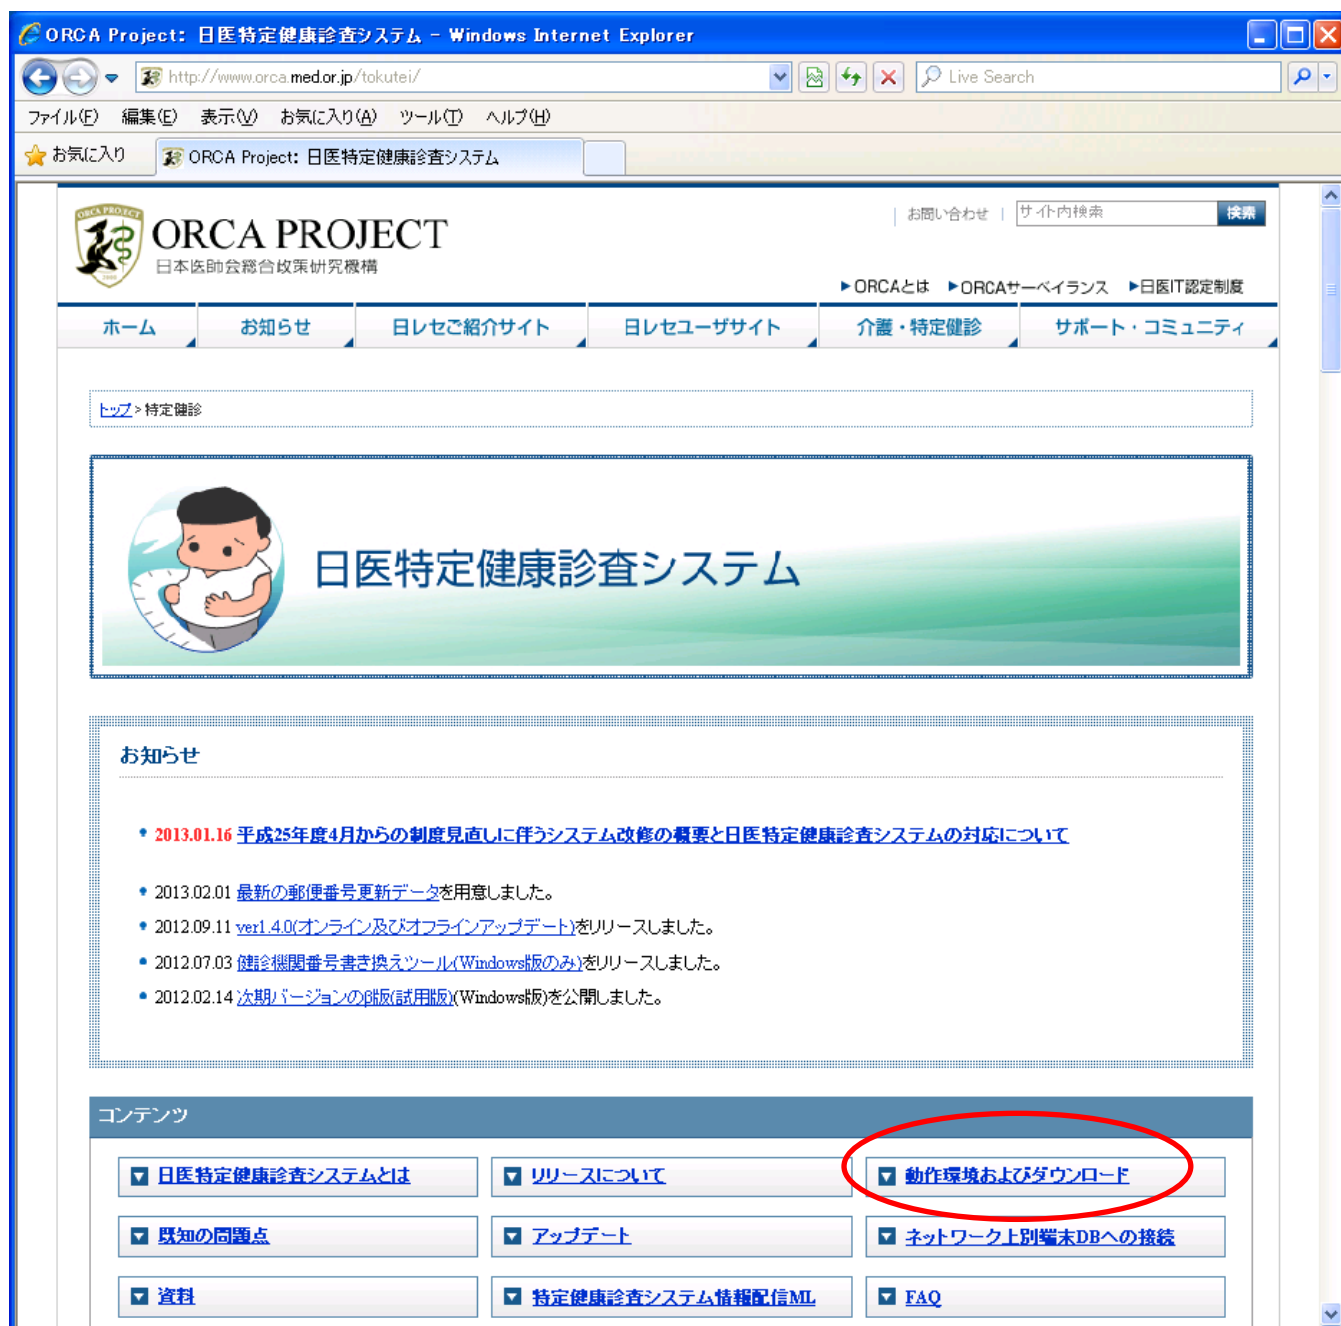 ORCA Project: 日医特定健康診査システム - Windows Internet Explorer
http://www.orca.med.or.jp/tokutei/
Live Search
ファイル(F) 編集(E) 表示(V) お気に入り(A) ツール(T) ヘルプ(H)
お気に入り ORCA Project: 日医特定健康診査システム
ORCA PROJECT
ORCA PROJECT
日本医師会総合政策研究機構
お問い合わせ
サイト内検索
検索
ORCAとは ORCAサーベイランス 日医IT認定制度
ホーム お知らせ 日レセご紹介サイト 日レセユーザサイト 介護・特定健診 サポート・コミュニティ
トップ > 特定健診
日医特定健康診査システム
お知らせ
2013.01.16 平成25年度4月からの制度見直しに伴うシステム改修の概要と日医特定健康診査システムの対応について
2013.02.01 最新の郵便番号更新データを用意しました。
2012.09.11 ver1.4.0(オンライン及びオフラインアップデート)をリリースしました。
2012.07.03 健診機関番号書き換えツール(Windows版のみ)をリリースしました。
2012.02.14 次期バージョンのβ版(試用版)(Windows版)を公開しました。
コンテンツ
日医特定健康診査システムとは リリースについて 動作環境およびダウンロード
既知の問題点 アップデート ネットワーク上別端末DBへの接続
資料 特定健康診査システム情報配信ML FAQ